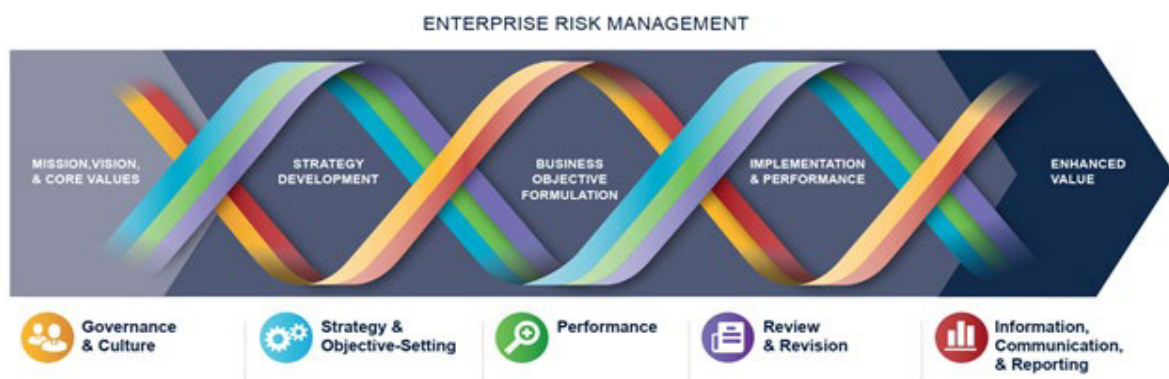 ENTERPRISE RISK MANAGEMENT
MISSION,VISION,
& CORE VALUES
STRATEGY
DEVELOPMENT
BUSINESS
OBJECTIVE
FORMULATION
IMPLEMENTATION
& PERFORMANCE
ENHANCED
VALUE
Governance
& Culture
Strategy &
Objective-Setting
Performance
Review
& Revision
Information,
Communication,
& Reporting